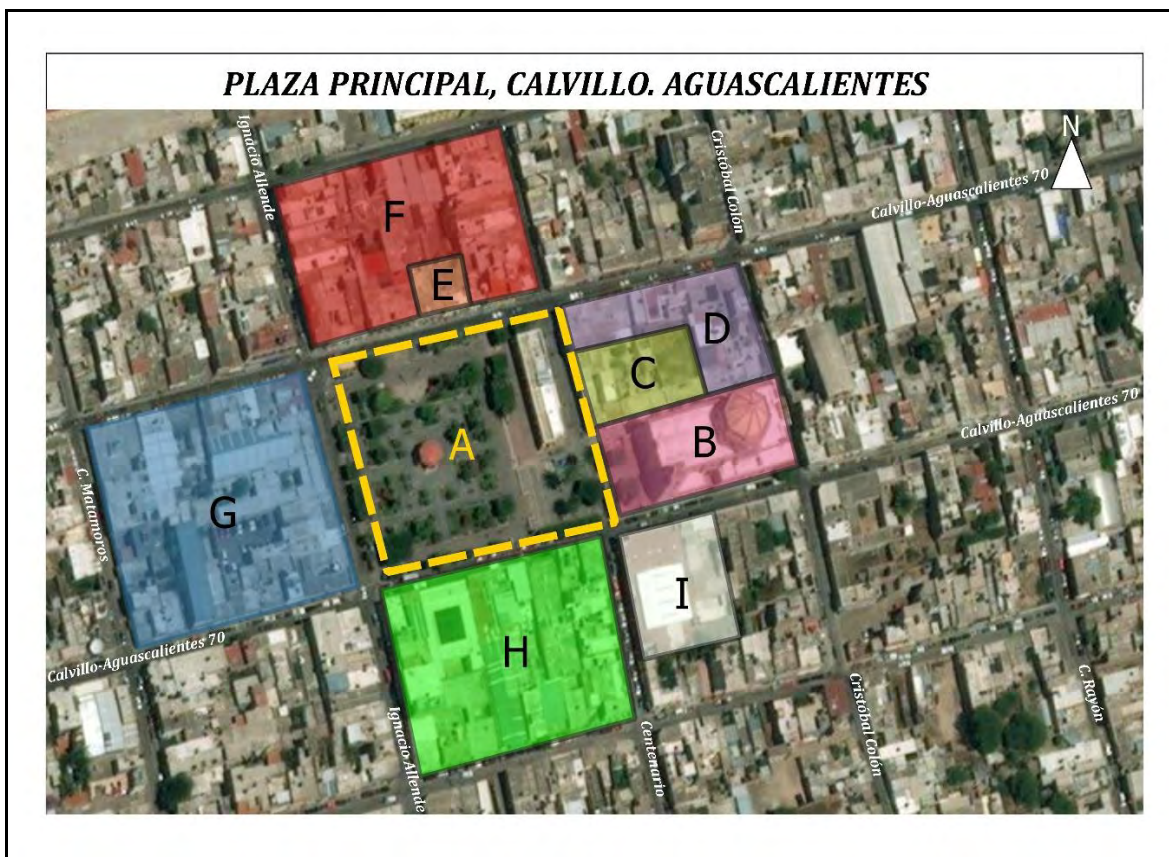 PLAZA PRINCIPAL, CALVILLO. AGUASCALIENTES
N
Ignacio Allende
Cristóbal Colón
Calvillo-Aguascalientes 70
F
E
D
C
Calvillo-Aguascalientes 70
A
B
C. Matamoros
G
I
H
Calvillo-Aguascalientes 70
Ignacio Allende
Centenario
Cristóbal Colón
C. Rayón